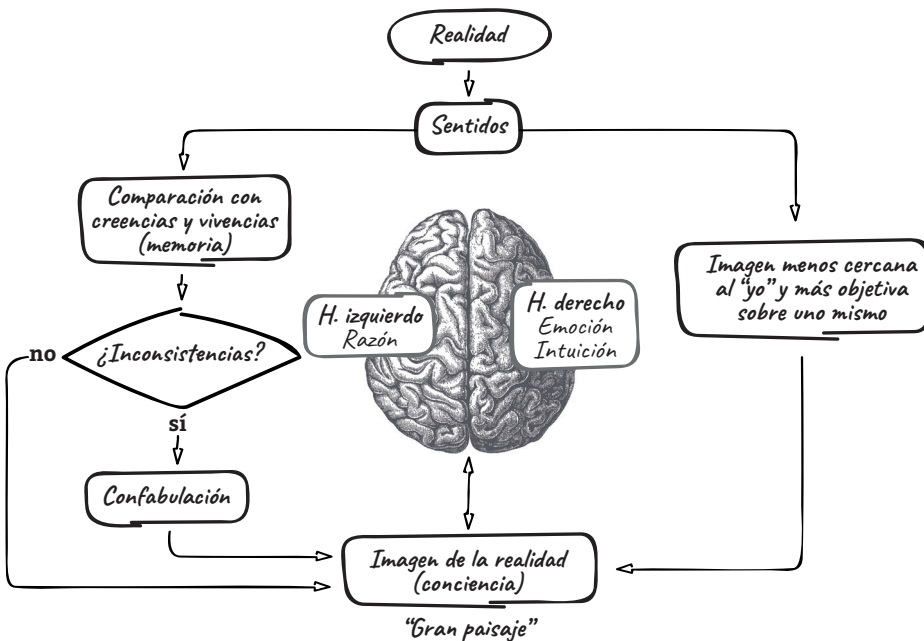 Realidad
Sentidos
Comparación con
creencias y vivencias
(memoria)
Imagen menos cercana
al “yo” y más objetiva
sobre uno mismo
H. izquierdo
Razón
H. derecho
Emoción
Intuición
no
¿Inconsistencias?
sí
Confabulación
Imagen de la realidad
(conciencia)
“Gran paisaje”